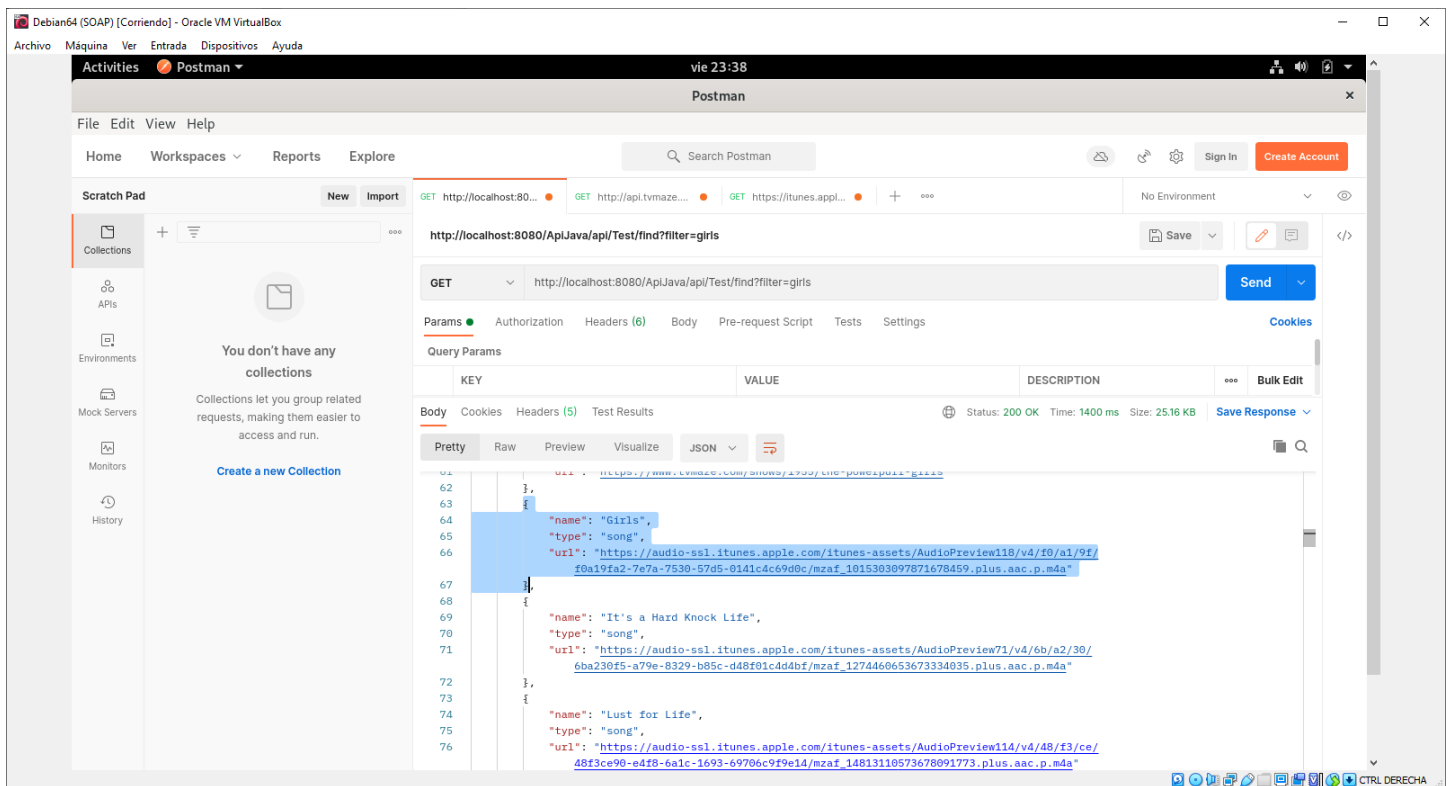 Debian64 (SOAP) [Corriendo] - Oracle VM VirtualBox
Archivo Máquina Ver Entrada Dispositivos Ayuda
Activities Postman vie 23:38
Postman
File Edit View Help
Home Workspaces Reports Explore Search Postman Sign In Create Account
Scratch Pad New Import GET http://localhost:80... GET http://api.tvmaze.... GET https://itunes.appl... No Environment
Collections
APIs
Environments
Mock Servers
Monitors
History
You don't have any
collections
Collections let you group related
requests, making them easier to
access and run.
Create a new Collection
http://localhost:8080/ApiJava/api/Test/find?filter=girls Save
GET http://localhost:8080/ApiJava/api/Test/find?filter=girls Send
Params Authorization Headers (6) Body Pre-request Script Tests Settings Cookies
Query Params
KEY VALUE DESCRIPTION Bulk Edit
Body Cookies Headers (5) Test Results Status: 200 OK Time: 1400 ms Size: 25.16 KB Save Response
Pretty Raw Preview Visualize JSON
61 "url": "https://www.tvmaze.com/shows/1955/the-powerpuff-girls
62 },
63 {
64 "name": "Girls",
65 "type": "song",
66 "url": "https://audio-ssl.itunes.apple.com/itunes-assets/AudioPreview118/v4/f0/a1/9f/
f0a19fa2-7e7a-7530-57d5-0141c4c69d0c/mzaf_1015303097871678459.plus.aac.p.m4a"
67 },
68 {
69 "name": "It's a Hard Knock Life",
70 "type": "song",
71 "url": "https://audio-ssl.itunes.apple.com/itunes-assets/AudioPreview71/v4/6b/a2/30/
6ba230f5-a79e-8329-b85c-d48f01c4d4bf/mzaf_1274460653673334035.plus.aac.p.m4a"
72 },
73 {
74 "name": "Lust for Life",
75 "type": "song",
76 "url": "https://audio-ssl.itunes.apple.com/itunes-assets/AudioPreview114/v4/48/f3/ce/
48f3ce90-e4f8-6a1c-1693-69706c9f9e14/mzaf_14813110573678091773.plus.aac.p.m4a"
CTRL DERECHA